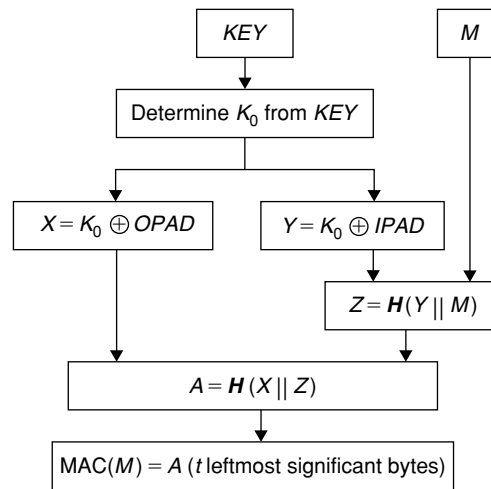 KEY
M
Determine K₀ from KEY
X = K₀ ⊕ OPAD
Y = K₀ ⊕ IPAD
Z = H(Y || M)
A = H (X || Z)
MAC(M) = A (t leftmost significant bytes)